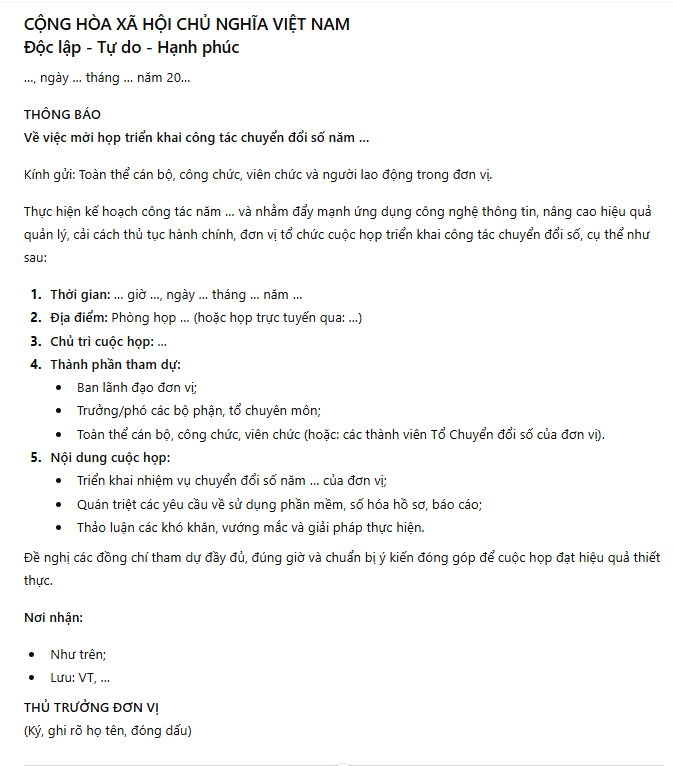 CỘNG HÒA XÃ HỘI CHỦ NGHĨA VIỆT NAM
Độc lập - Tự do - Hạnh phúc
..., ngày ... tháng ... năm 20...
THÔNG BÁO
Về việc mời họp triển khai công tác chuyển đổi số năm ...
Kính gửi: Toàn thể cán bộ, công chức, viên chức và người lao động trong đơn vị.
Thực hiện kế hoạch công tác năm ... và nhằm đẩy mạnh ứng dụng công nghệ thông tin, nâng cao hiệu quả
quản lý, cải cách thủ tục hành chính, đơn vị tổ chức cuộc họp triển khai công tác chuyển đổi số, cụ thể như
sau:
1. Thời gian: ... giờ ..., ngày ... tháng ... năm ...
2. Địa điểm: Phòng họp ... (hoặc họp trực tuyến qua: ...)
3. Chủ trì cuộc họp: ...
4. Thành phần tham dự:
• Ban lãnh đạo đơn vị;
• Trưởng/phó các bộ phận, tổ chuyên môn;
• Toàn thể cán bộ, công chức, viên chức (hoặc: các thành viên Tổ Chuyển đổi số của đơn vị).
5. Nội dung cuộc họp:
• Triển khai nhiệm vụ chuyển đổi số năm ... của đơn vị;
• Quán triệt các yêu cầu về sử dụng phần mềm, số hóa hồ sơ, báo cáo;
• Thảo luận các khó khăn, vướng mắc và giải pháp thực hiện.
Đề nghị các đồng chí tham dự đầy đủ, đúng giờ và chuẩn bị ý kiến đóng góp để cuộc họp đạt hiệu quả thiết
thực.
Nơi nhận:
• Như trên;
• Lưu: VT, ...
THỦ TRƯỞNG ĐƠN VỊ
(Ký, ghi rõ họ tên, đóng dấu)